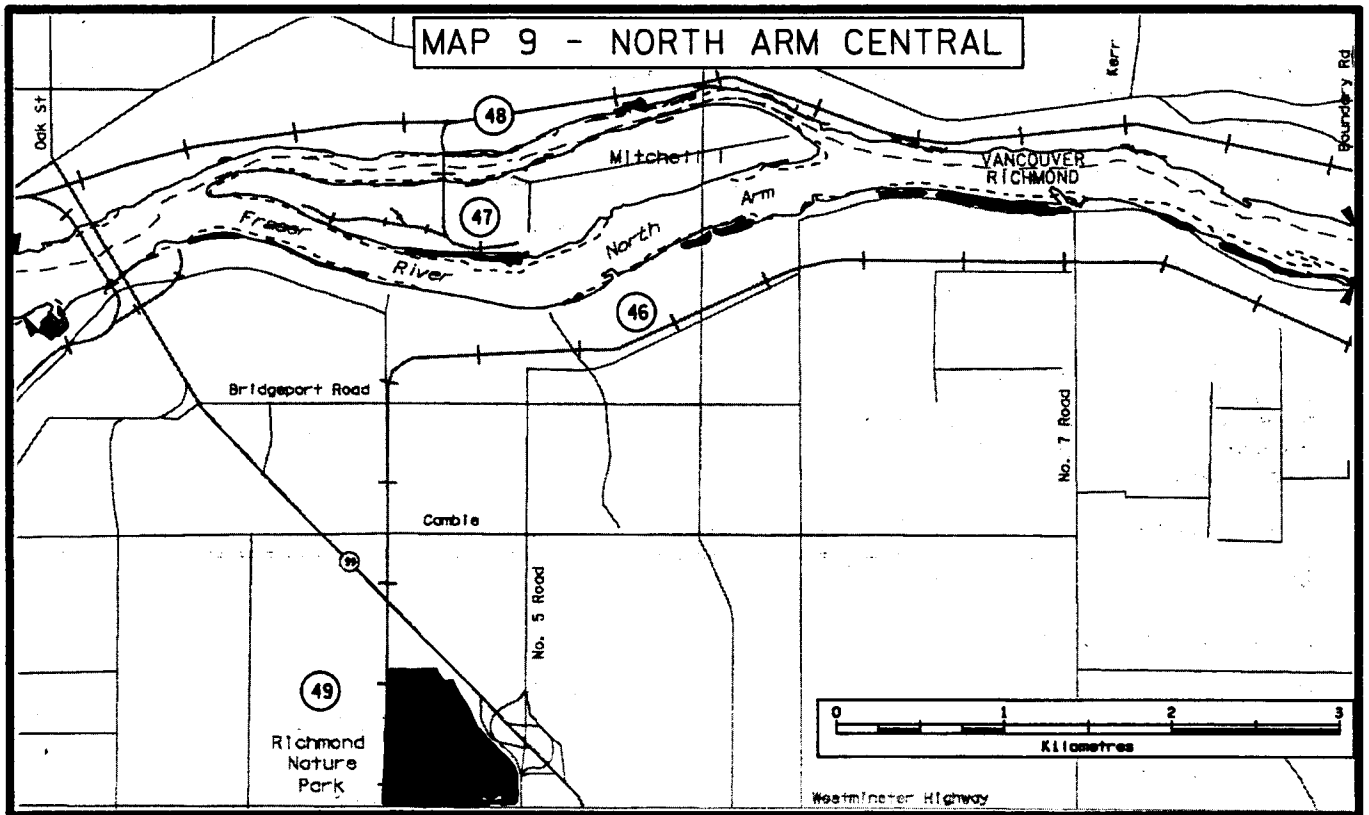 MAP 9 - NORTH ARM CENTRAL
Kerr
Boundary Rd
Oak St
48
Mitchell I
VANCOUVER
RICHMOND
47
Fraser
River
North
Arm
46
Bridgeport Road
No. 7 Road
Cambie
99
No. 5 Road
49
Richmond
Nature
Park
0 1 2 3
Kilometres
Westminster Highway